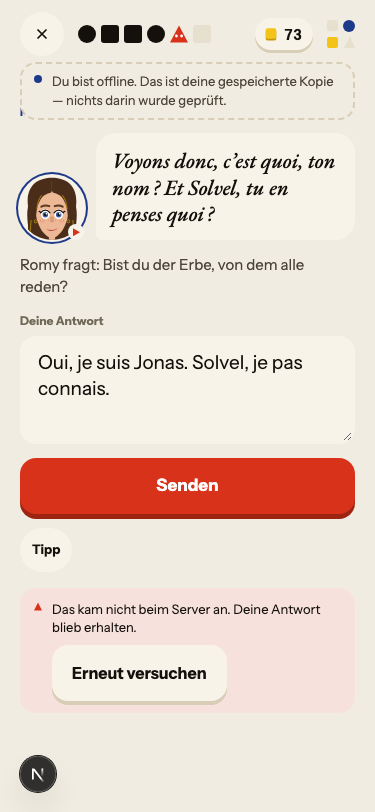 73
Du bist offline. Das ist deine gespeicherte Kopie
— nichts darin wurde geprüft.
Voyons donc, c’est quoi, ton
nom ? Et Solvel, tu en
penses quoi ?
Romy fragt: Bist du der Erbe, von dem alle
reden?
Deine Antwort
Oui, je suis Jonas. Solvel, je pas
connais.
Senden
Tipp
Das kam nicht beim Server an. Deine Antwort
blieb erhalten.
Erneut versuchen
N